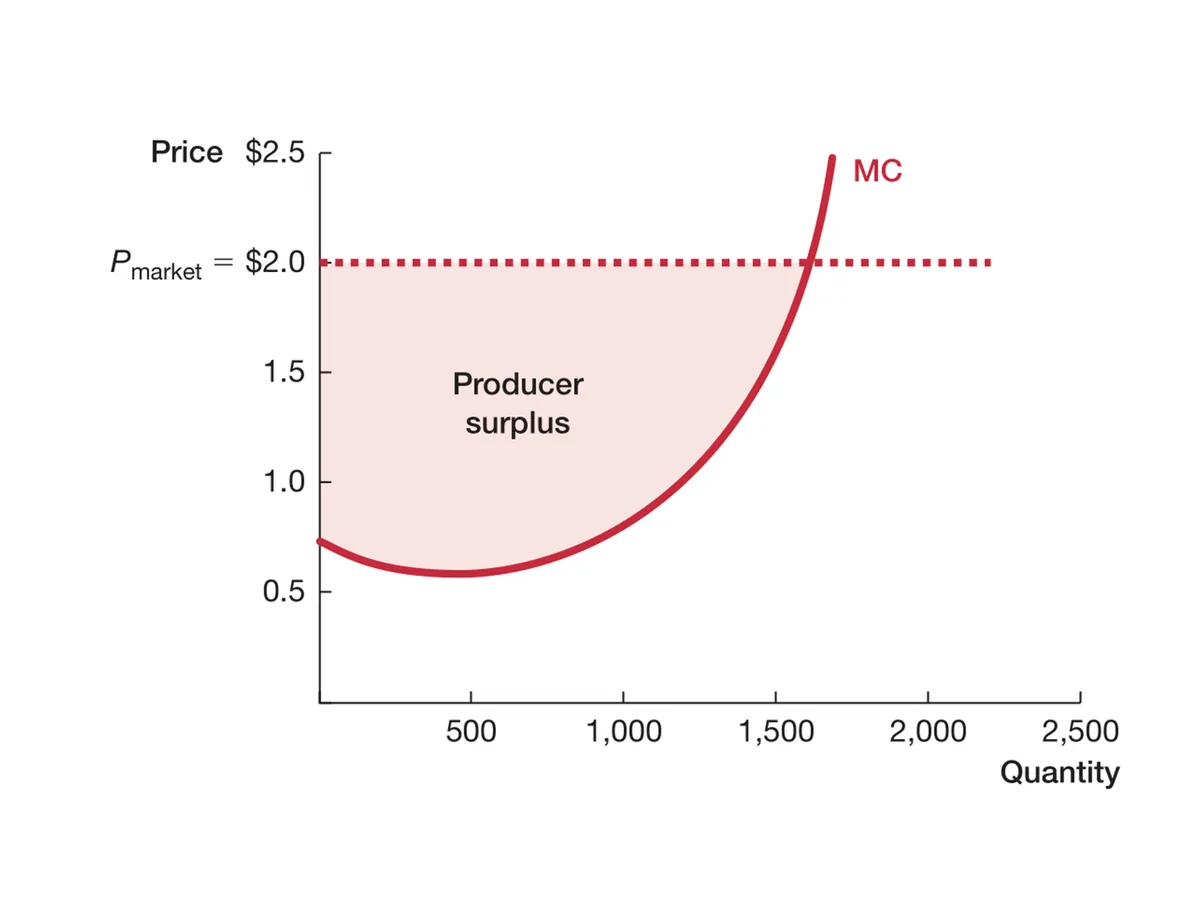 Price $2.5
MC
Pmarket = $2.0
1.5
Producer
surplus
1.0
0.5
500 1,000 1,500 2,000 2,500
Quantity